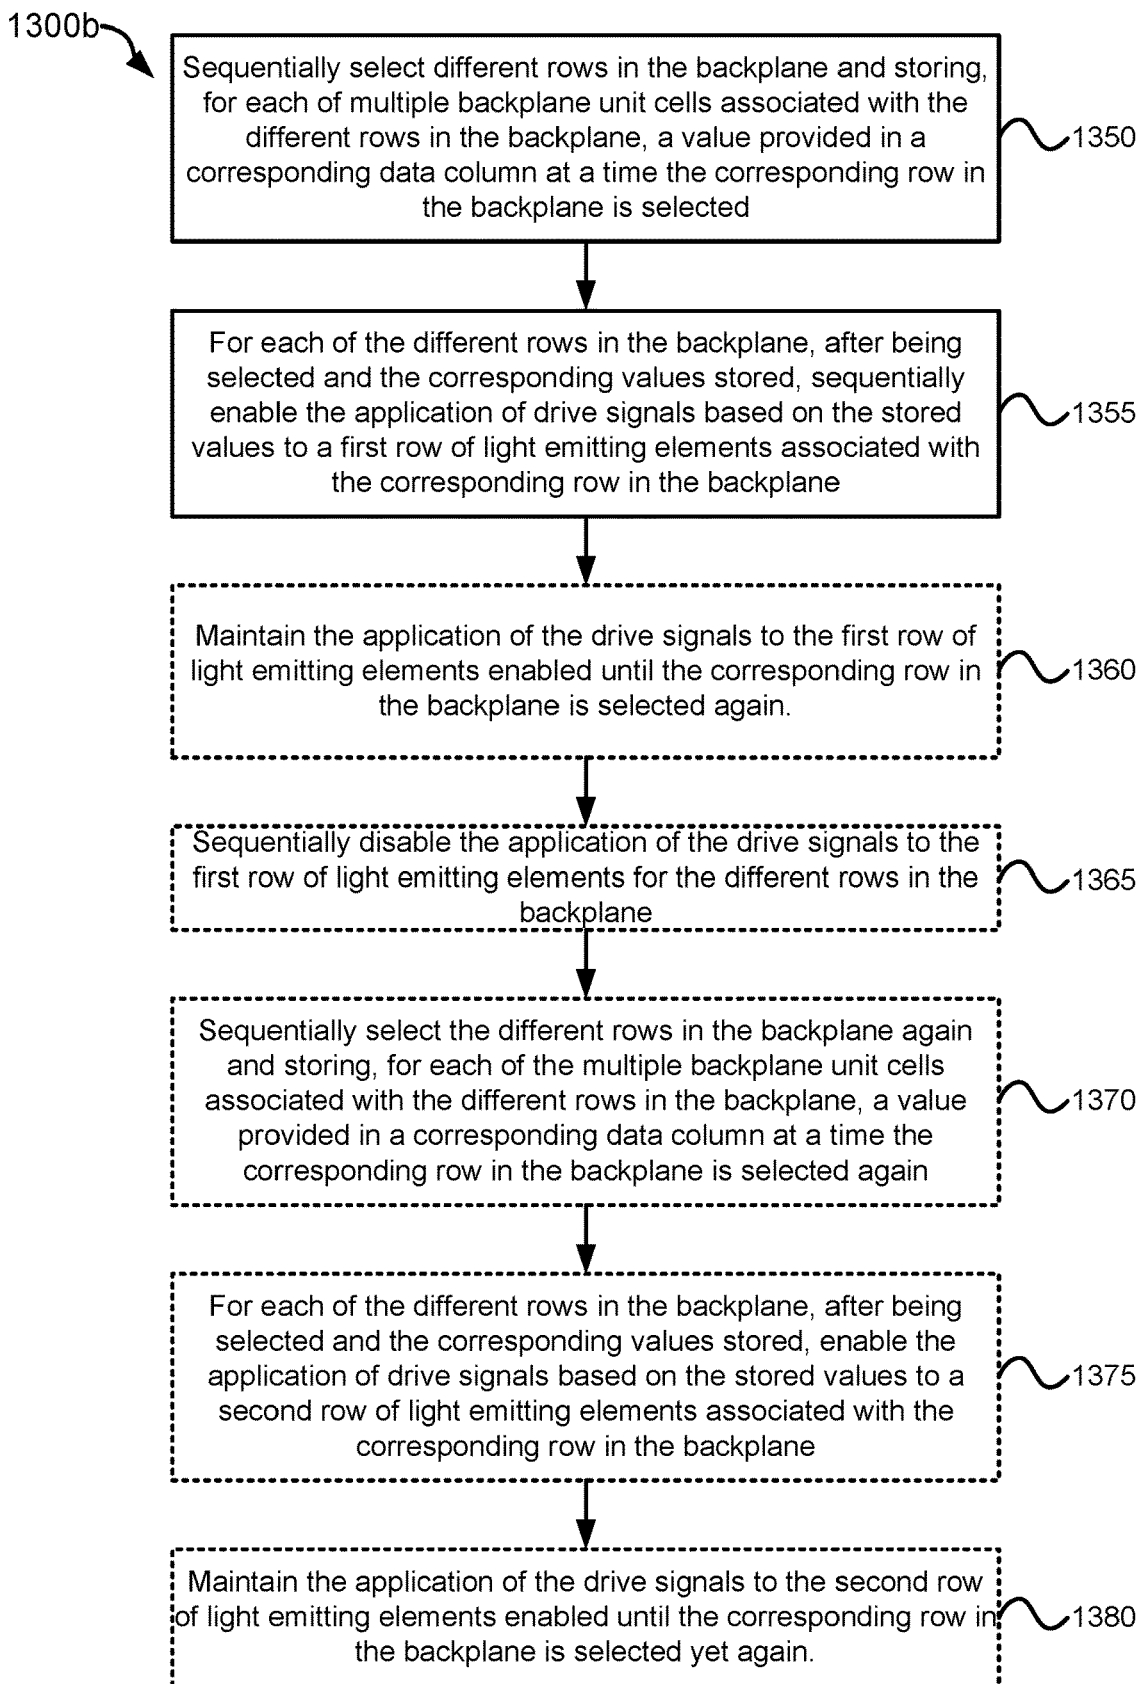 1300b
Sequentially select different rows in the backplane and storing,
for each of multiple backplane unit cells associated with the
different rows in the backplane, a value provided in a
corresponding data column at a time the corresponding row in
the backplane is selected
1350
For each of the different rows in the backplane, after being
selected and the corresponding values stored, sequentially
enable the application of drive signals based on the stored
values to a first row of light emitting elements associated with
the corresponding row in the backplane
1355
Maintain the application of the drive signals to the first row of
light emitting elements enabled until the corresponding row in
the backplane is selected again.
1360
Sequentially disable the application of the drive signals to the
first row of light emitting elements for the different rows in the
backplane
1365
Sequentially select the different rows in the backplane again
and storing, for each of the multiple backplane unit cells
associated with the different rows in the backplane, a value
provided in a corresponding data column at a time the
corresponding row in the backplane is selected again
1370
For each of the different rows in the backplane, after being
selected and the corresponding values stored, enable the
application of drive signals based on the stored values to a
second row of light emitting elements associated with the
corresponding row in the backplane
1375
Maintain the application of the drive signals to the second row
of light emitting elements enabled until the corresponding row in
the backplane is selected yet again.
1380